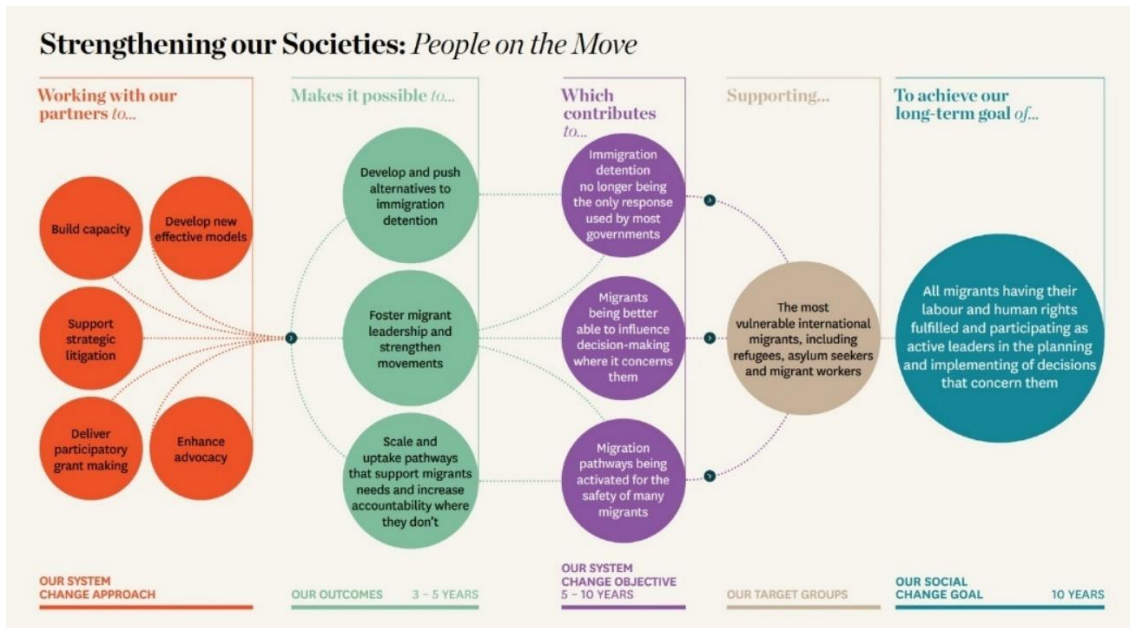 Strengthening our Societies: People on the Move
Working with our
partners to...
Build capacity
Develop new
effective models
Support
strategic
litigation
Deliver
participatory
grant making
Enhance
advocacy
OUR SYSTEM
CHANGE APPROACH
Makes it possible to...
Develop and push
alternatives to
immigration
detention
Foster migrant
leadership and
strengthen
movements
Scale and
uptake pathways
that support migrants
needs and increase
accountability where
they don't
OUR OUTCOMES 3 – 5 YEARS
Which
contributes
to...
Immigration
detention
no longer being
the only response
used by most
governments
Migrants
being better
able to influence
decision-making
where it concerns
them
Migration
pathways being
activated for the
safety of many
migrants
OUR SYSTEM
CHANGE OBJECTIVE
5 – 10 YEARS
Supporting...
The most
vulnerable international
migrants, including
refugees, asylum seekers
and migrant workers
OUR TARGET GROUPS
To achieve our
long-term goal of...
All migrants having their
labour and human rights
fulfilled and participating as
active leaders in the planning
and implementing of decisions
that concern them
OUR SOCIAL
CHANGE GOAL 10 YEARS